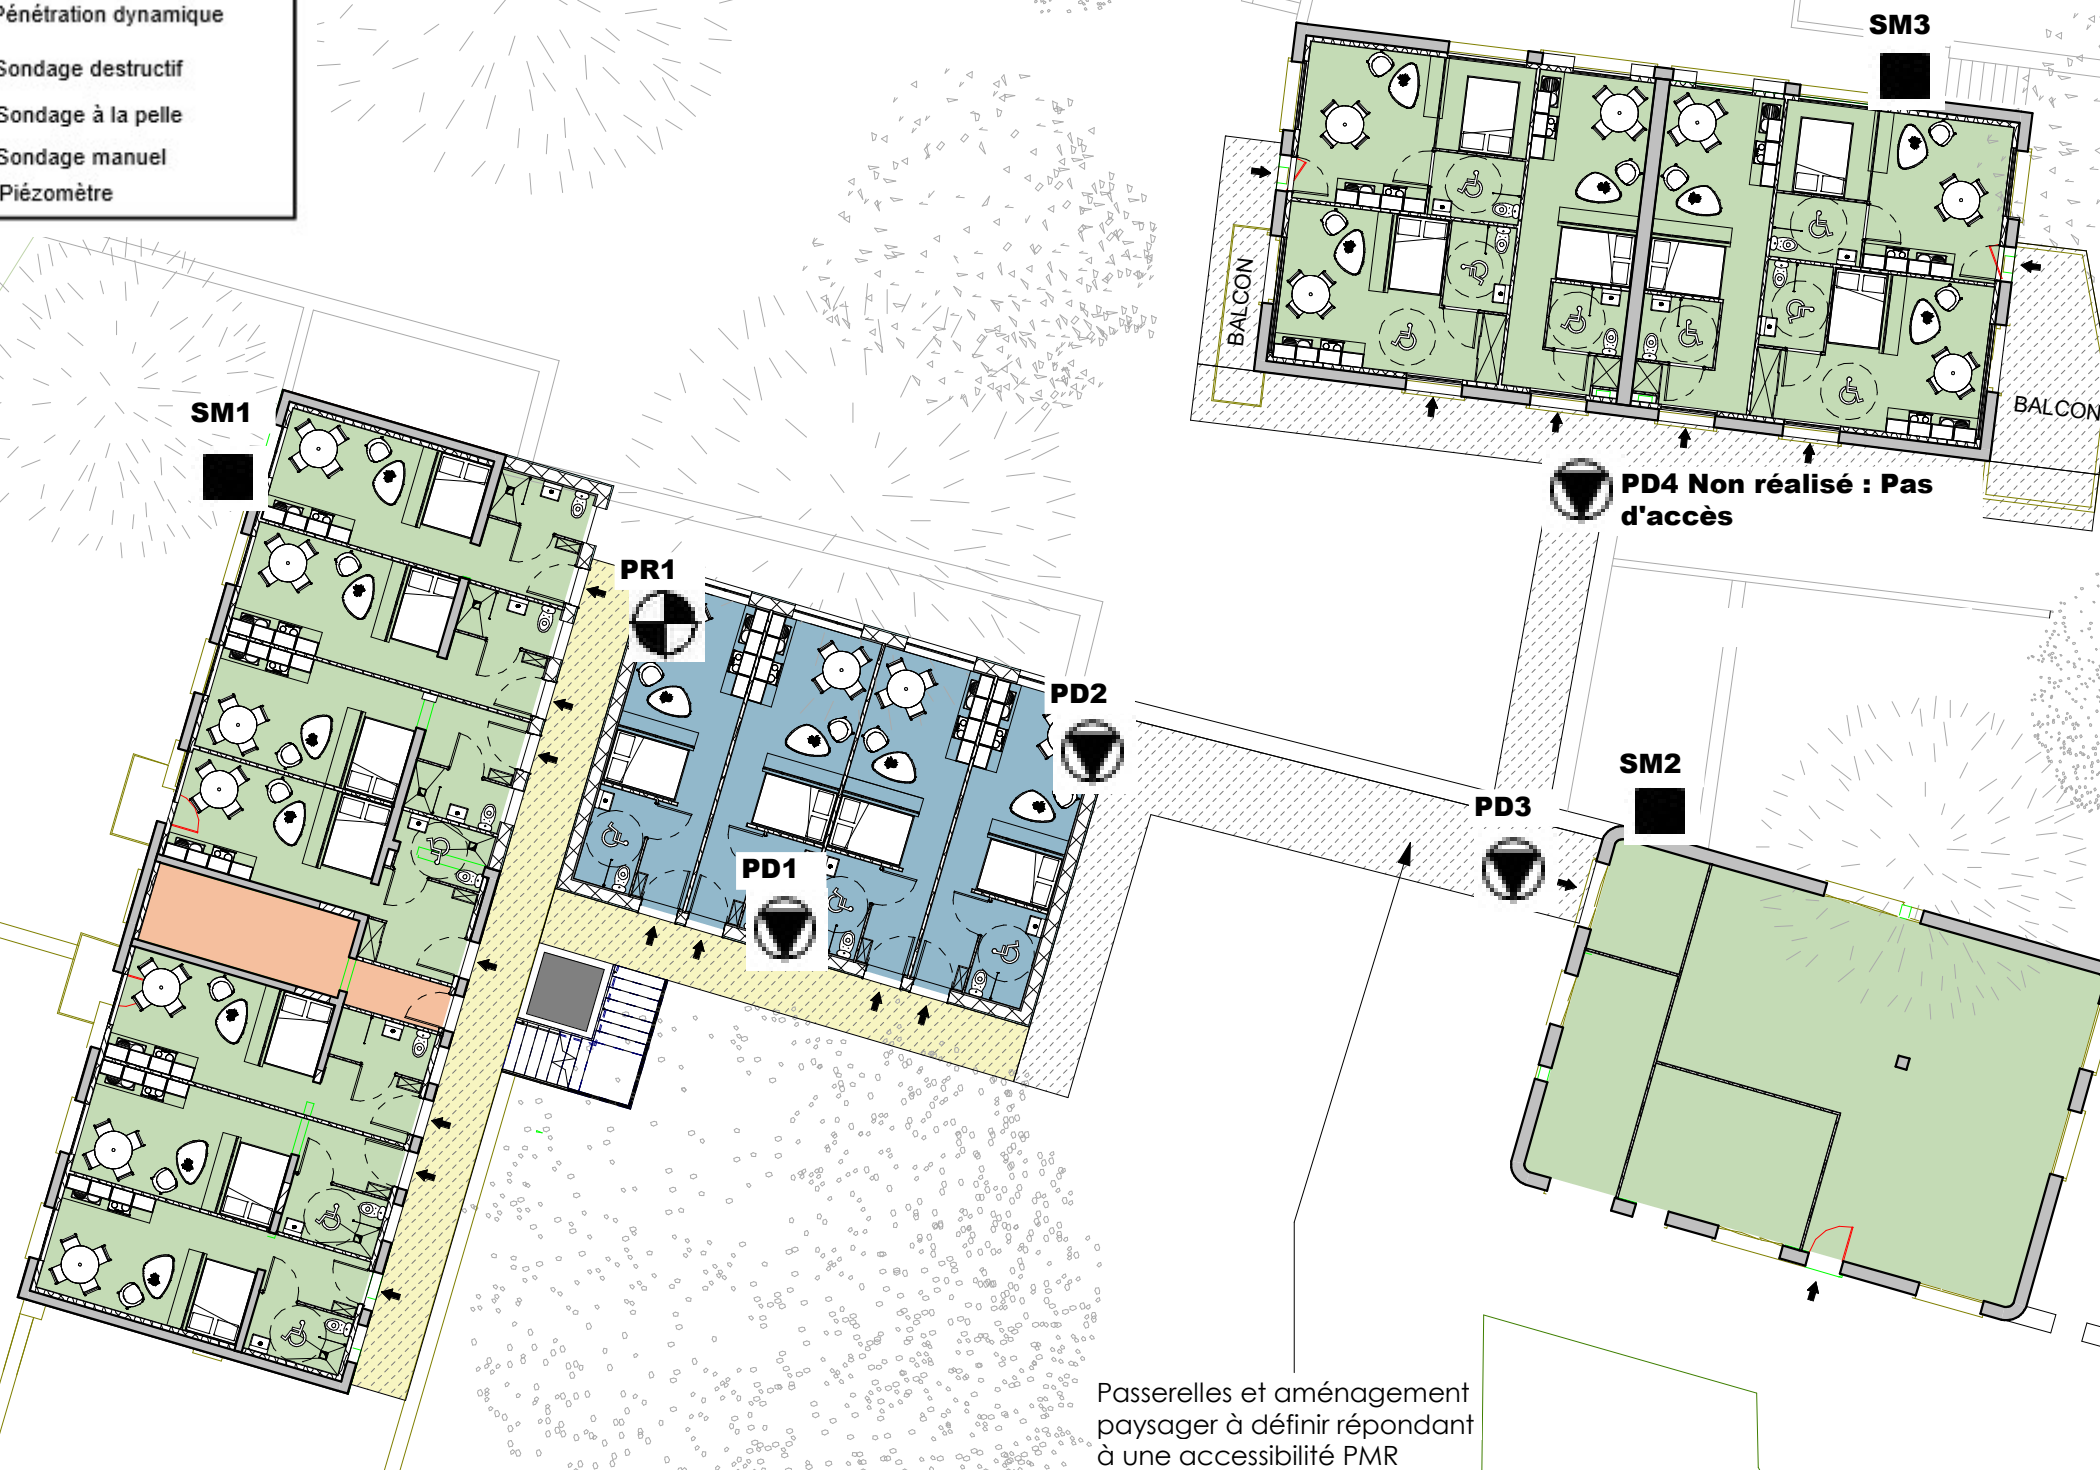 Pénétration dynamique
Sondage destructif
Sondage à la pelle
Sondage manuel
Piézomètre
SM3
BALCON
BALCON
SM1
PD4 Non réalisé : Pas
d'accès
PR1
PD2
SM2
PD3
PD1
Passerelles et aménagement
paysager à définir répondant
à une accessibilité PMR